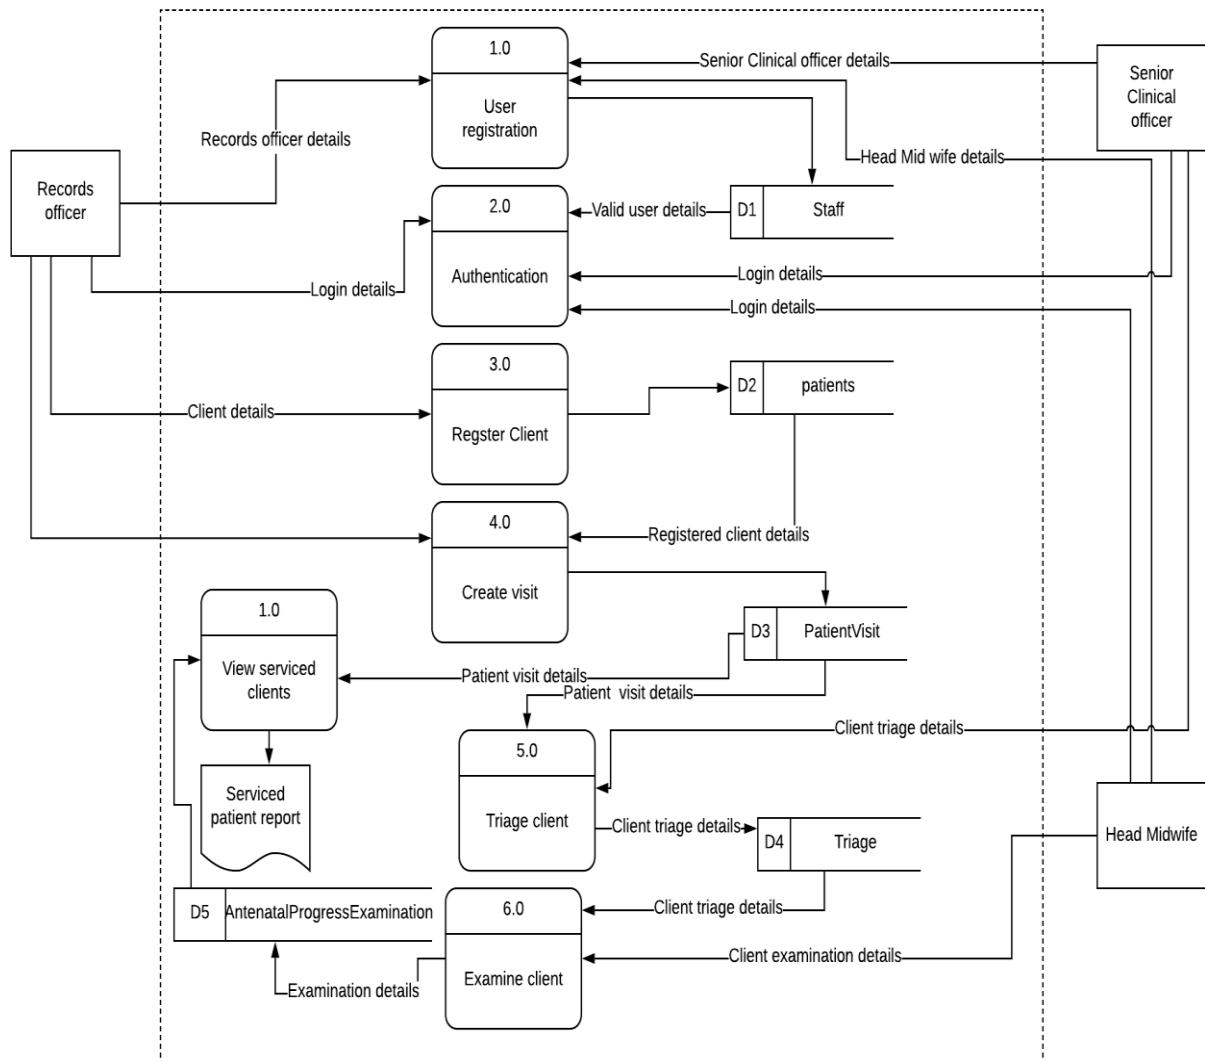 1.0
User
registration
Senior Clinical officer details
Senior
Clinical
officer
Records officer details
Head Mid wife details
Records
officer
2.0
Authentication
Valid user details
D1
Staff
Login details
Login details
Login details
3.0
Regster Client
D2
patients
Client details
4.0
Create visit
Registered client details
1.0
View serviced
clients
D3
PatientVisit
Patient visit details
Patient visit details
5.0
Triage client
Client triage details
Serviced
patient report
Client triage details
D4
Triage
Head Midwife
D5
AntenatalProgressExamination
6.0
Examine client
Client triage details
Client examination details
Examination details